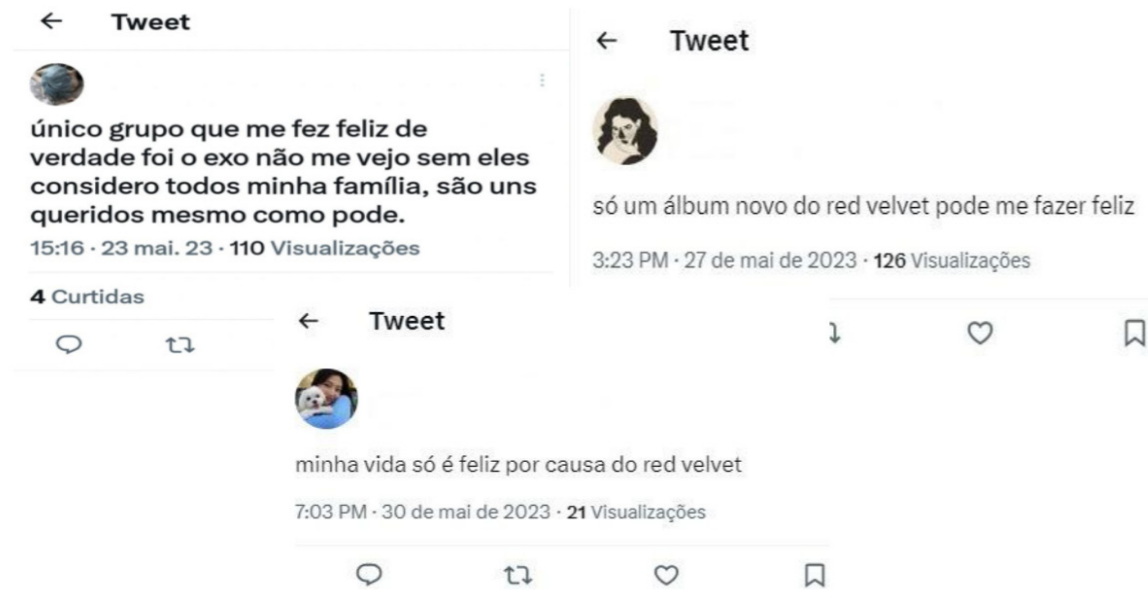 Tweet
único grupo que me fez feliz de
verdade foi o exo não me vejo sem eles
considero todos minha família, são uns
queridos mesmo como pode.
15:16 · 23 mai. 23 · 110 Visualizações
4 Curtidas
Tweet
só um álbum novo do red velvet pode me fazer feliz
3:23 PM · 27 de mai de 2023 · 126 Visualizações
Tweet
minha vida só é feliz por causa do red velvet
7:03 PM · 30 de mai de 2023 · 21 Visualizações